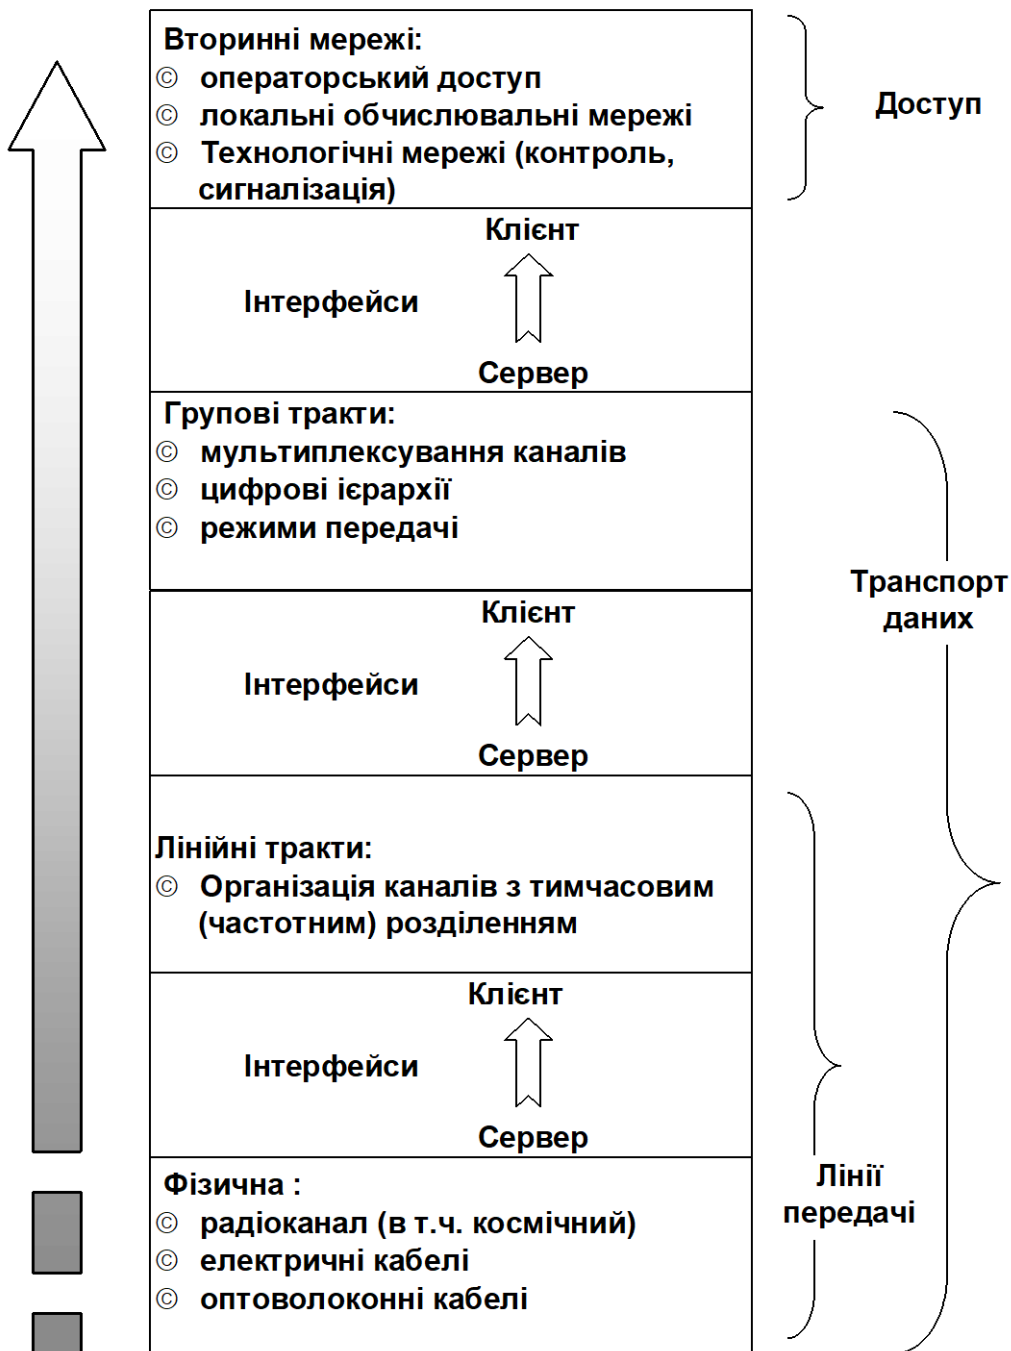 Вторинні мережі:
© операторський доступ
© локальні обчислювальні мережі
© Технологічні мережі (контроль,
сигналізація)
Доступ
Клієнт
Інтерфейси
Сервер
Групові тракти:
© мультиплексування каналів
© цифрові ієрархії
© режими передачі
Транспорт
даних
Клієнт
Інтерфейси
Сервер
Лінійні тракти:
© Організація каналів з тимчасовим
(частотним) розділенням
Клієнт
Інтерфейси
Сервер
Лінії
передачі
Фізична :
© радіоканал (в т.ч. космічний)
© електричні кабелі
© оптоволоконні кабелі